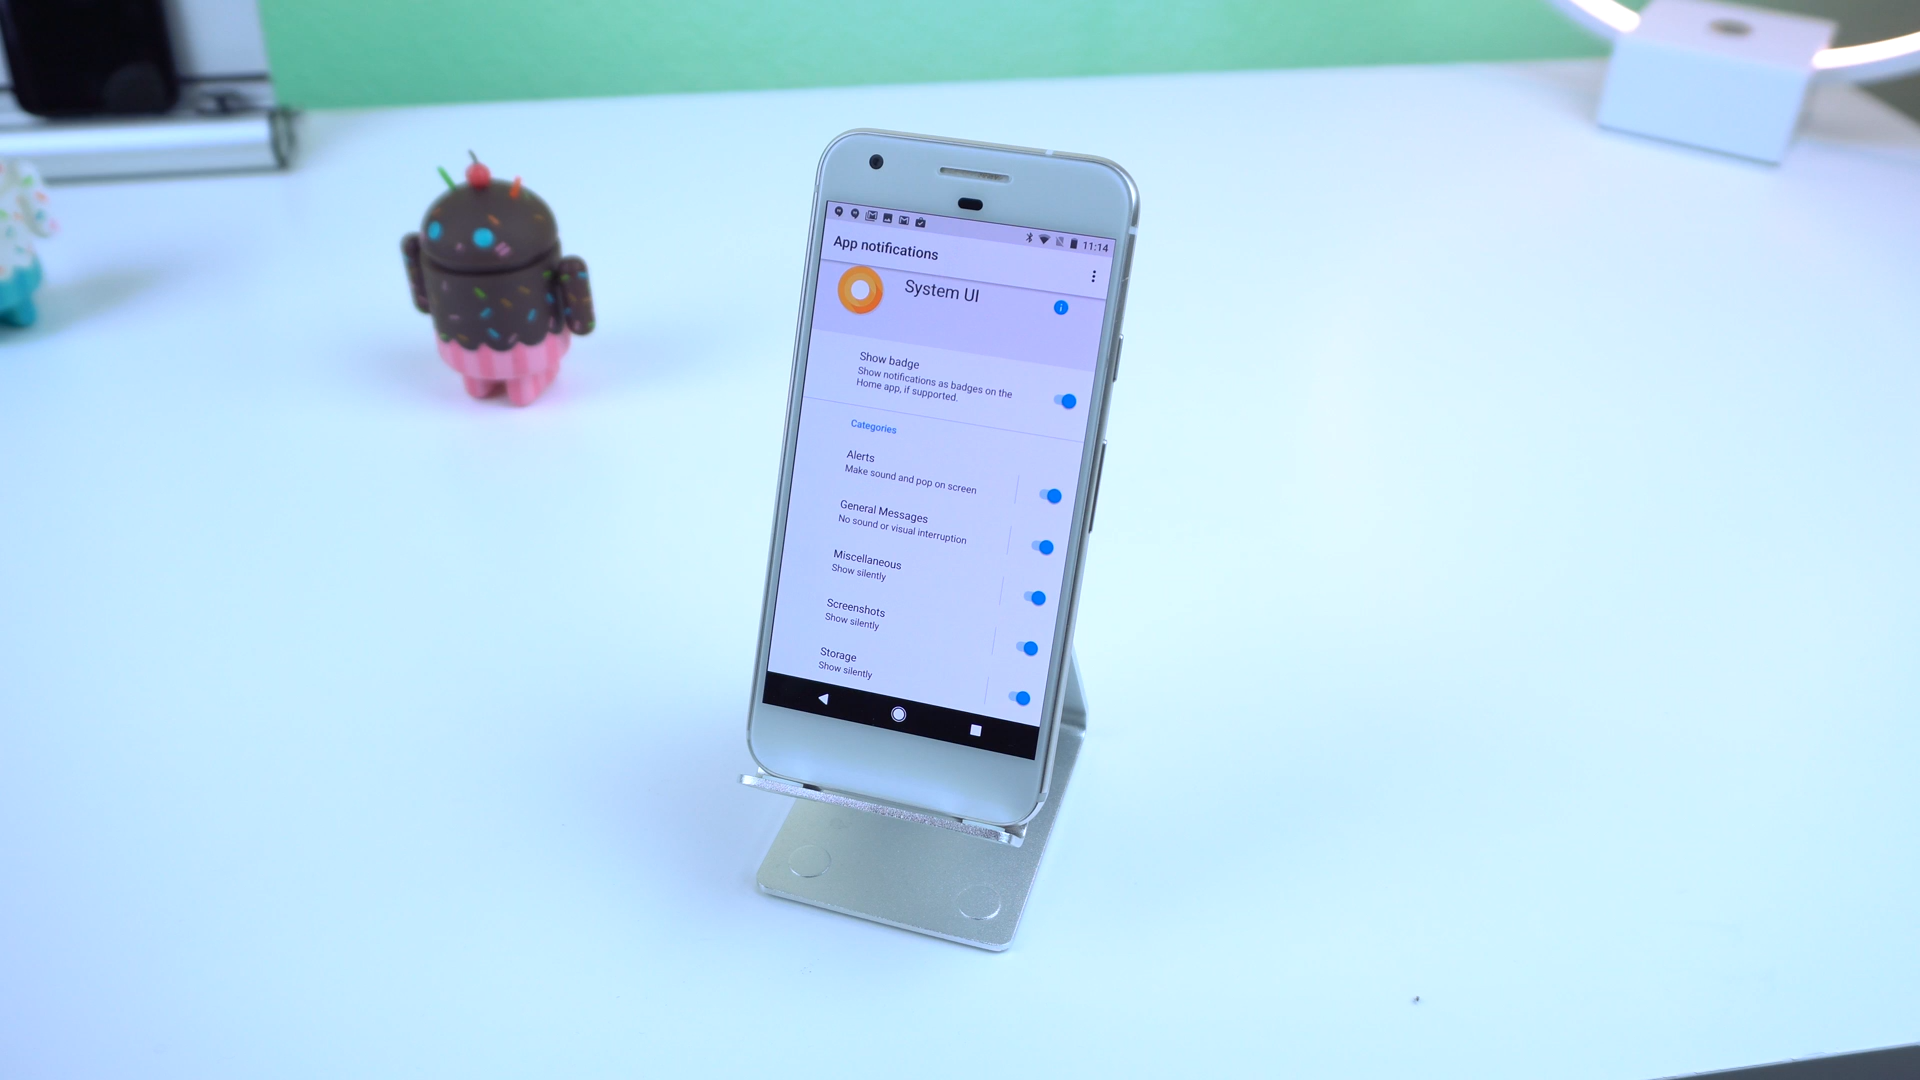 11:14
App notifications
System UI
Show badge
Show notifications as badges on the
Home app, if supported.
Categories
Alerts
Make sound and pop on screen
General Messages
No sound or visual interruption
Miscellaneous
Show silently
Screenshots
Show silently
Storage
Show silently